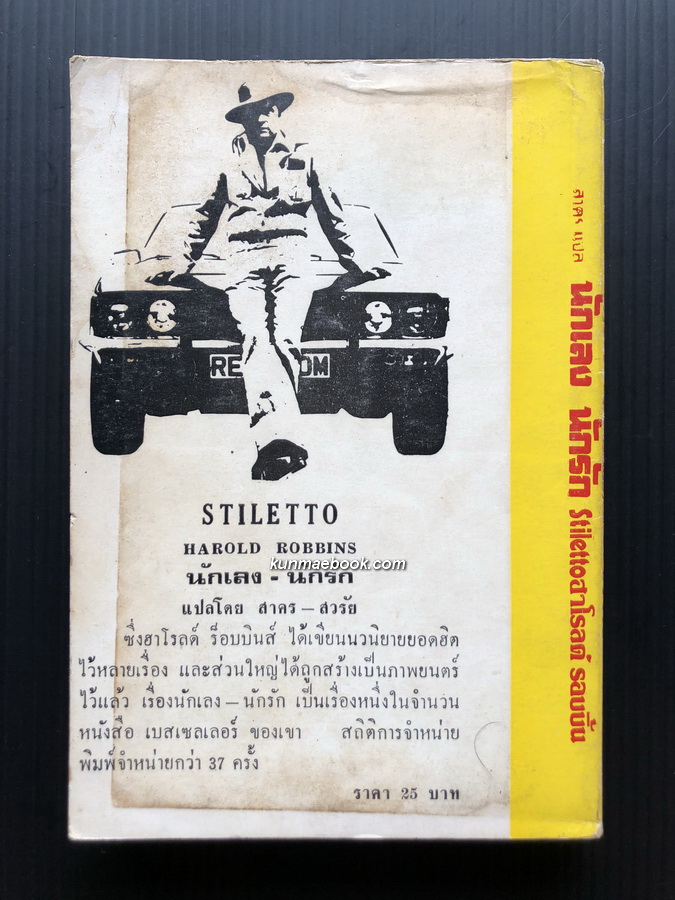 RE OM
STILETTO
HAROLD ROBBINS
kunmaebook.com
นักเลง - นักรัก
แปลโดย สาคร – สวรัย
ซึ่งฮาโรลด์ ร็อบบินส์ ได้เขียนนวนิยายยอดฮิต
ไว้หลายเรื่อง และส่วนใหญ่ได้ถูกสร้างเป็นภาพยนตร์
ไว้แล้ว เรื่องนักเลง – นักรัก เป็นเรื่องหนึ่งในจำนวน
หนังสือ เบสเซลเลอร์ ของเขา สถิติการจำหน่าย
พิมพ์จำหน่ายกว่า 37 ครั้ง
ราคา 25 บาท
สาคร แปล นักเลง นักรัก Stiletto ฮาโรลด์ รอบบิ้น